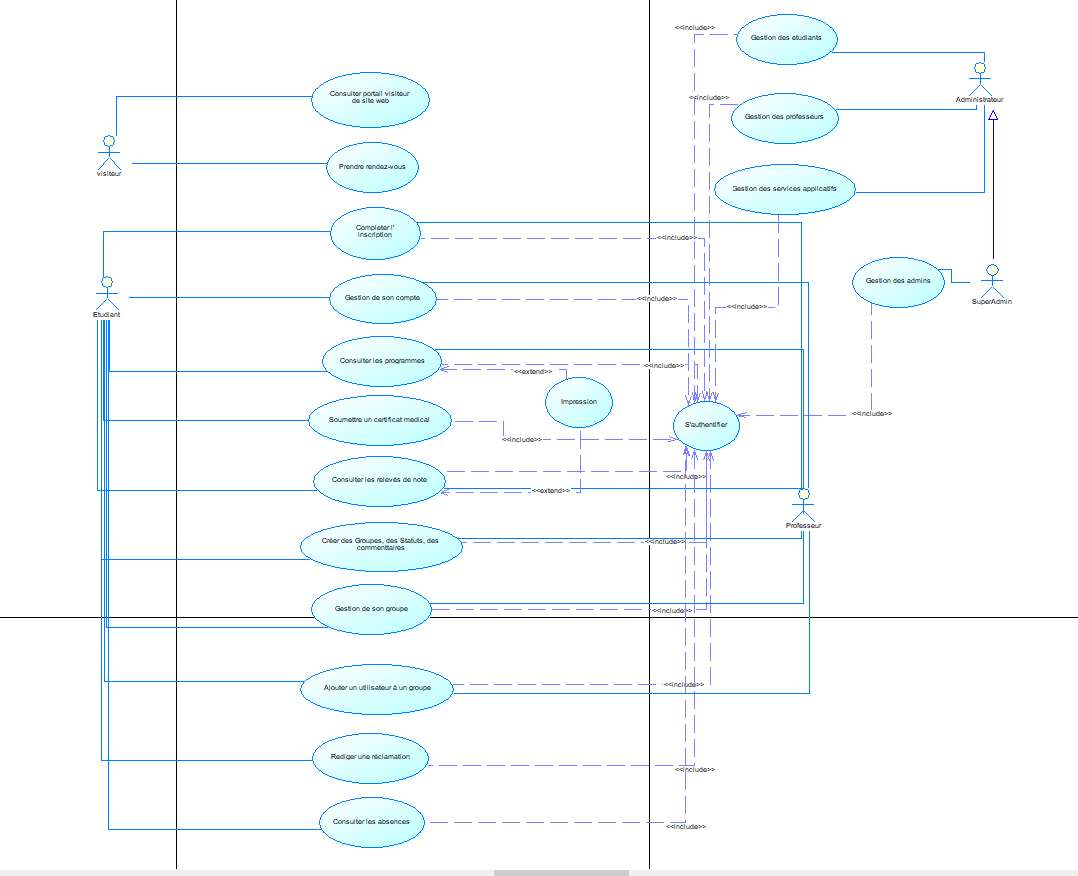 <<include>>
Gestion des etudiants
Consulter portail visiteur
de site web
Administrateur
<<include>>
Gestion des professeurs
visiteur
Prendre rendez-vous
Gestion des services applicatifs
Completer l'
inscription
<<include>>
Etudiant
Gestion de son compte
<<include>>
<<include>>
Gestion des admins
SuperAdmin
Consulter les programmes
<<include>>
<<extend>>
Impression
Soumettre un certificat medical
<<include>>
S'authentifier
<<include>>
Consulter les relevés de note
<<include>>
<<extend>>
Professeur
Créer des Groupes, des Statuts, des
commenttaires
<<include>>
Gestion de son groupe
<<include>>
Ajouter un utilisateur à un groupe
<<include>>
Rediger une réclamation
<<include>>
Consulter les absences
<<include>>